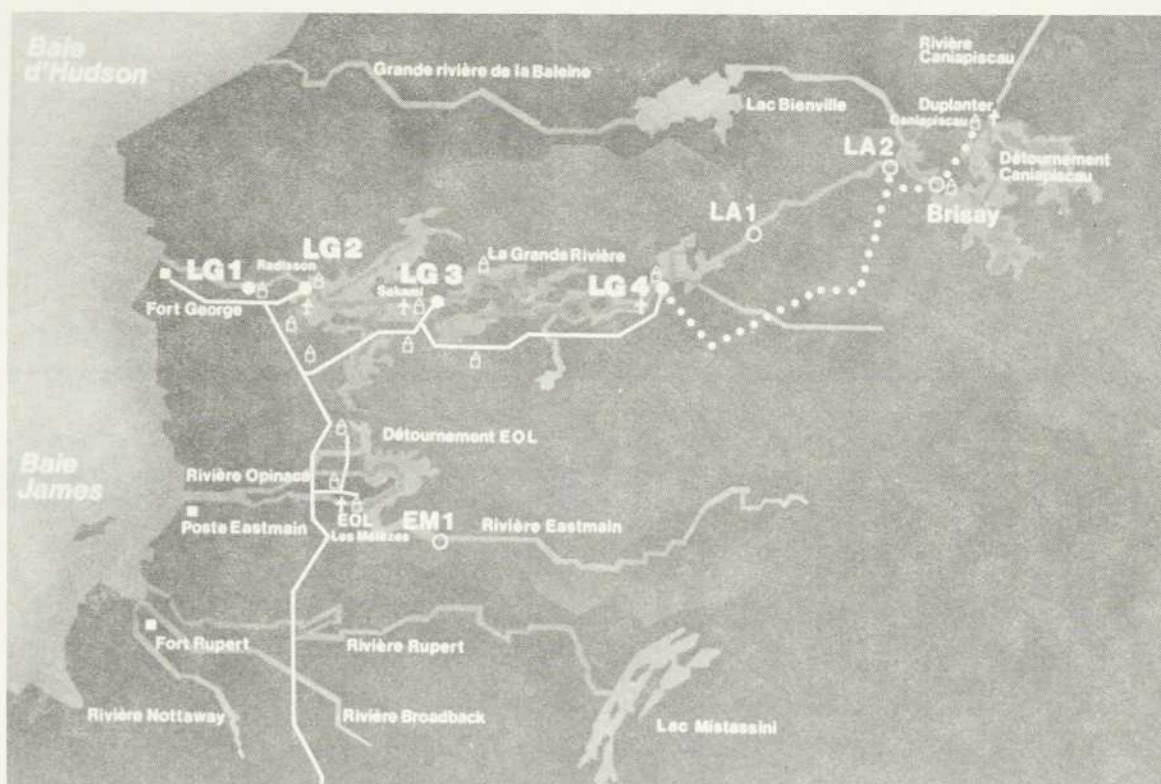 Baie
d'Hudson
Rivière
Caniapiscau
Grande rivière de la Baleine
Lac Bienville
Duplanter
Caniapiscau
LA 2
Détournement
Caniapiscau
Brisay
LA 1
LG 2
La Grande Rivière
LG 1
Radisson
LG 3
Sakami
LG 4
Fort George
Détournement EOL
Baie
James
Rivière Opinaca
Poste Eastmain
EOL
Les Mélèzes
EM 1
Rivière Eastmain
Fort Rupert
Rivière Rupert
Rivière Nottaway
Rivière Broadback
Lac Mistassini